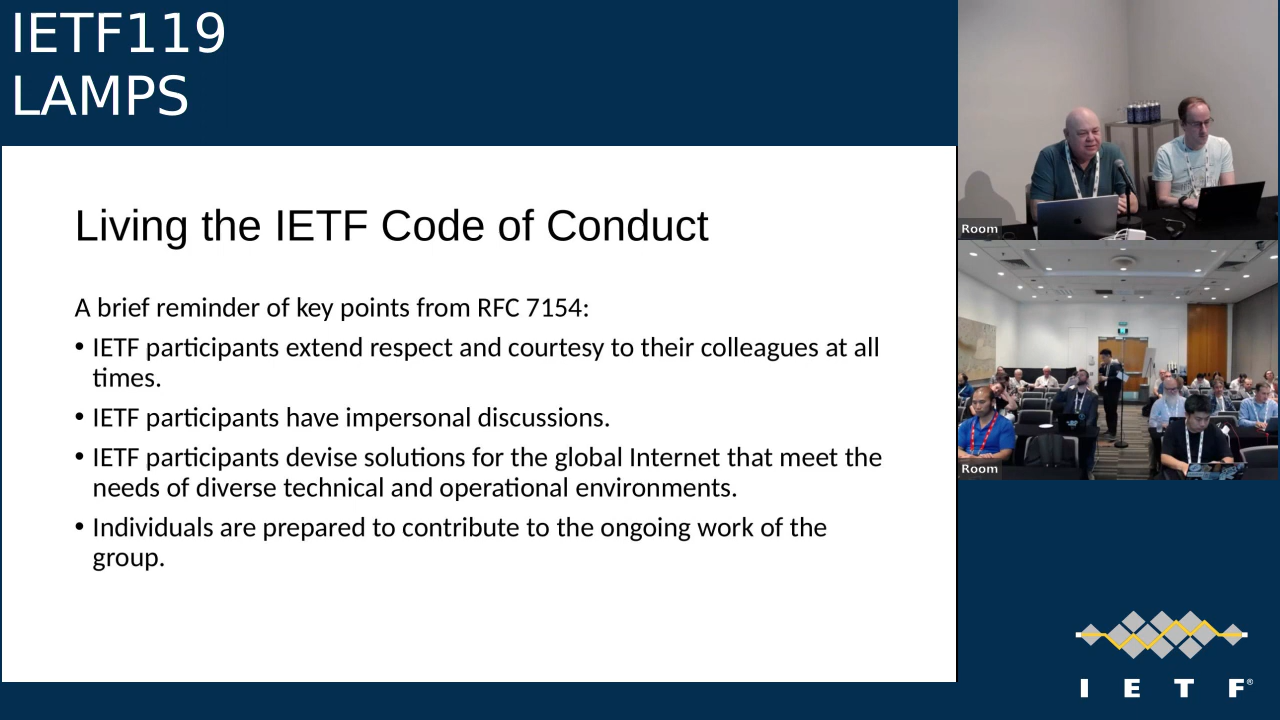 IETF119
LAMPS
Living the IETF Code of Conduct
A brief reminder of key points from RFC 7154:
• IETF participants extend respect and courtesy to their colleagues at all
times.
• IETF participants have impersonal discussions.
• IETF participants devise solutions for the global Internet that meet the
needs of diverse technical and operational environments.
• Individuals are prepared to contribute to the ongoing work of the
group.
Room
Room
I E T F®